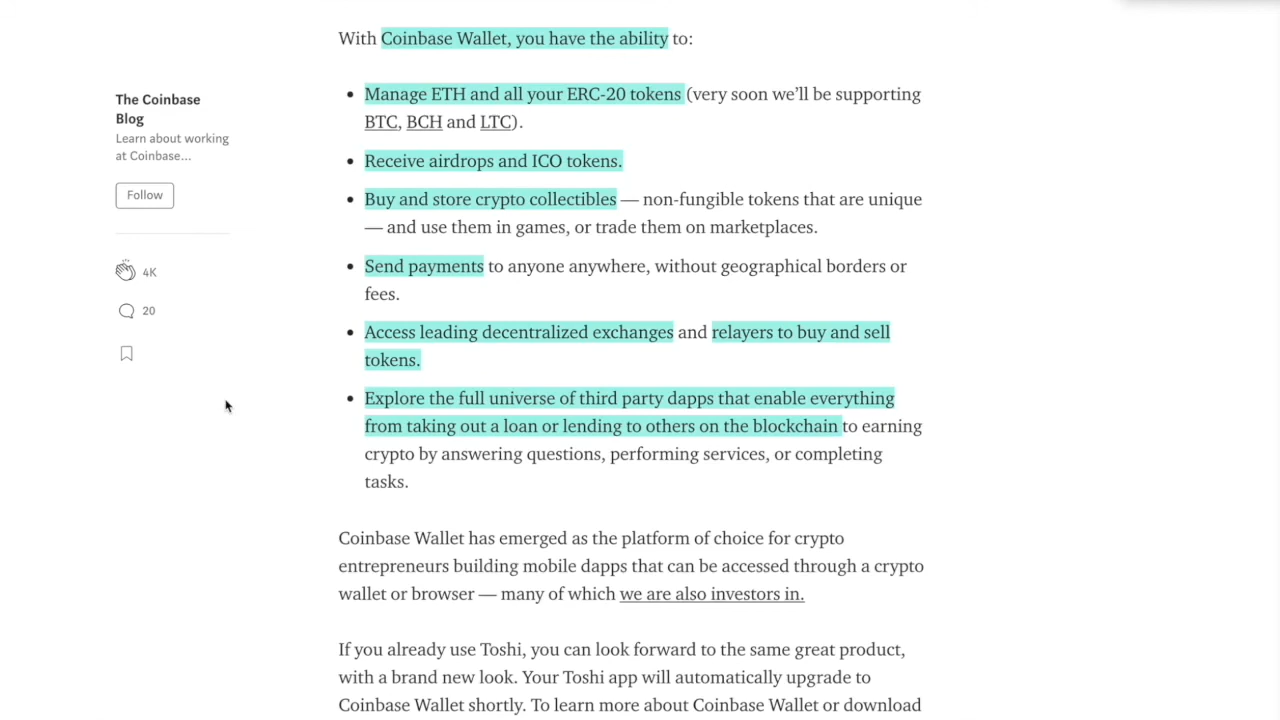 With Coinbase Wallet, you have the ability to:
The Coinbase
Blog
Learn about working
at Coinbase...
Follow
4K
20
Manage ETH and all your ERC-20 tokens (very soon we’ll be supporting
BTC, BCH and LTC).
Receive airdrops and ICO tokens.
Buy and store crypto collectibles — non-fungible tokens that are unique
— and use them in games, or trade them on marketplaces.
Send payments to anyone anywhere, without geographical borders or
fees.
Access leading decentralized exchanges and relayers to buy and sell
tokens.
Explore the full universe of third party dapps that enable everything
from taking out a loan or lending to others on the blockchain to earning
crypto by answering questions, performing services, or completing
tasks.
Coinbase Wallet has emerged as the platform of choice for crypto
entrepreneurs building mobile dapps that can be accessed through a crypto
wallet or browser — many of which we are also investors in.
If you already use Toshi, you can look forward to the same great product,
with a brand new look. Your Toshi app will automatically upgrade to
Coinbase Wallet shortly. To learn more about Coinbase Wallet or download